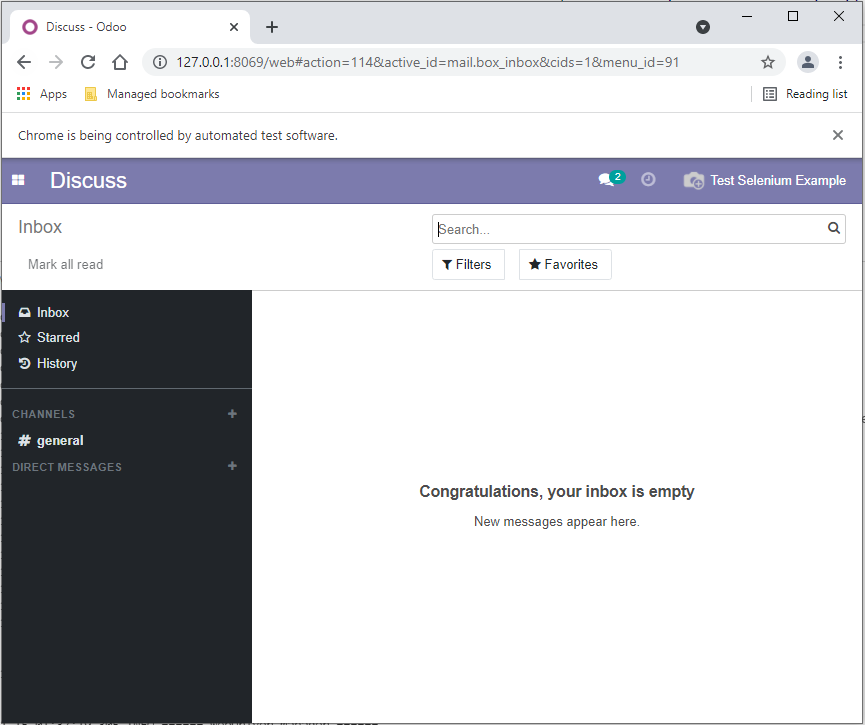 Discuss - Odoo
127.0.0.1:8069/web#action=114&active_id=mail.box_inbox&cids=1&menu_id=91
Apps Managed bookmarks Reading list
Chrome is being controlled by automated test software.
Discuss 2 Test Selenium Example
Inbox Search...
Mark all read Filters Favorites
Inbox
Starred
History
CHANNELS +
# general
DIRECT MESSAGES +
Congratulations, your inbox is empty
New messages appear here.